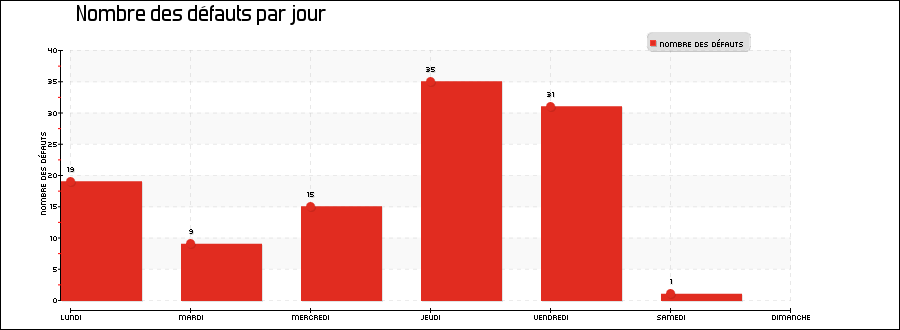 Nombre des défauts par jour
NOMBRE DES DÉFAUTS
NOMBRE DES DÉFAUTS
40
35
30
25
20
15
10
5
0
19
9
15
35
31
1
LUNDI
MARDI
MERCREDI
JEUDI
VENDREDI
SAMEDI
DIMANCHE